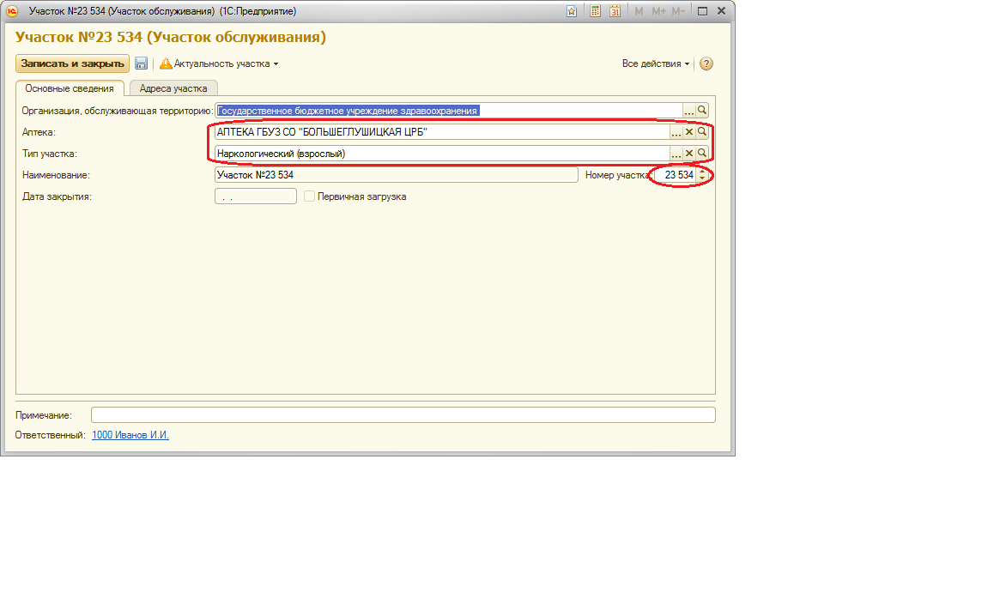 Участок №23 534 (Участок обслуживания) (1С:Предприятие)
31 M M+ M-
Участок №23 534 (Участок обслуживания)
Записать и закрыть Актуальность участка Все действия ?
Основные сведения Адреса участка
Организация, обслуживающая территорию: Государственное бюджетное учреждение здравоохранения ...
Аптека: АПТЕКА ГБУЗ СО "БОЛЬШЕГЛУШИЦКАЯ ЦРБ" ...
Тип участка: Наркологический (взрослый) ...
Наименование: Участок №23 534 Номер участка: 23 534
Дата закрытия: . . Первичная загрузка
Примечание:
Ответственный: 1000 Иванов И.И.